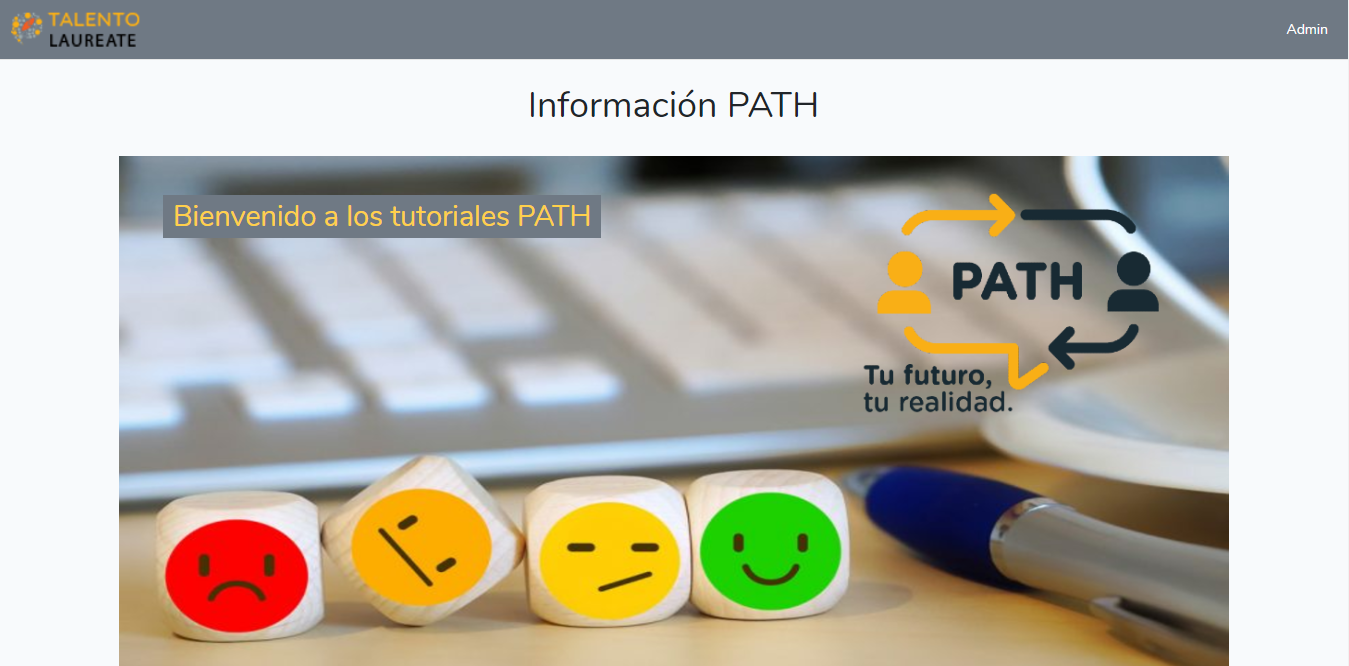 TALENTO
LAUREATE
Admin
Información PATH
Bienvenido a los tutoriales PATH
PATH
Tu futuro,
tu realidad.